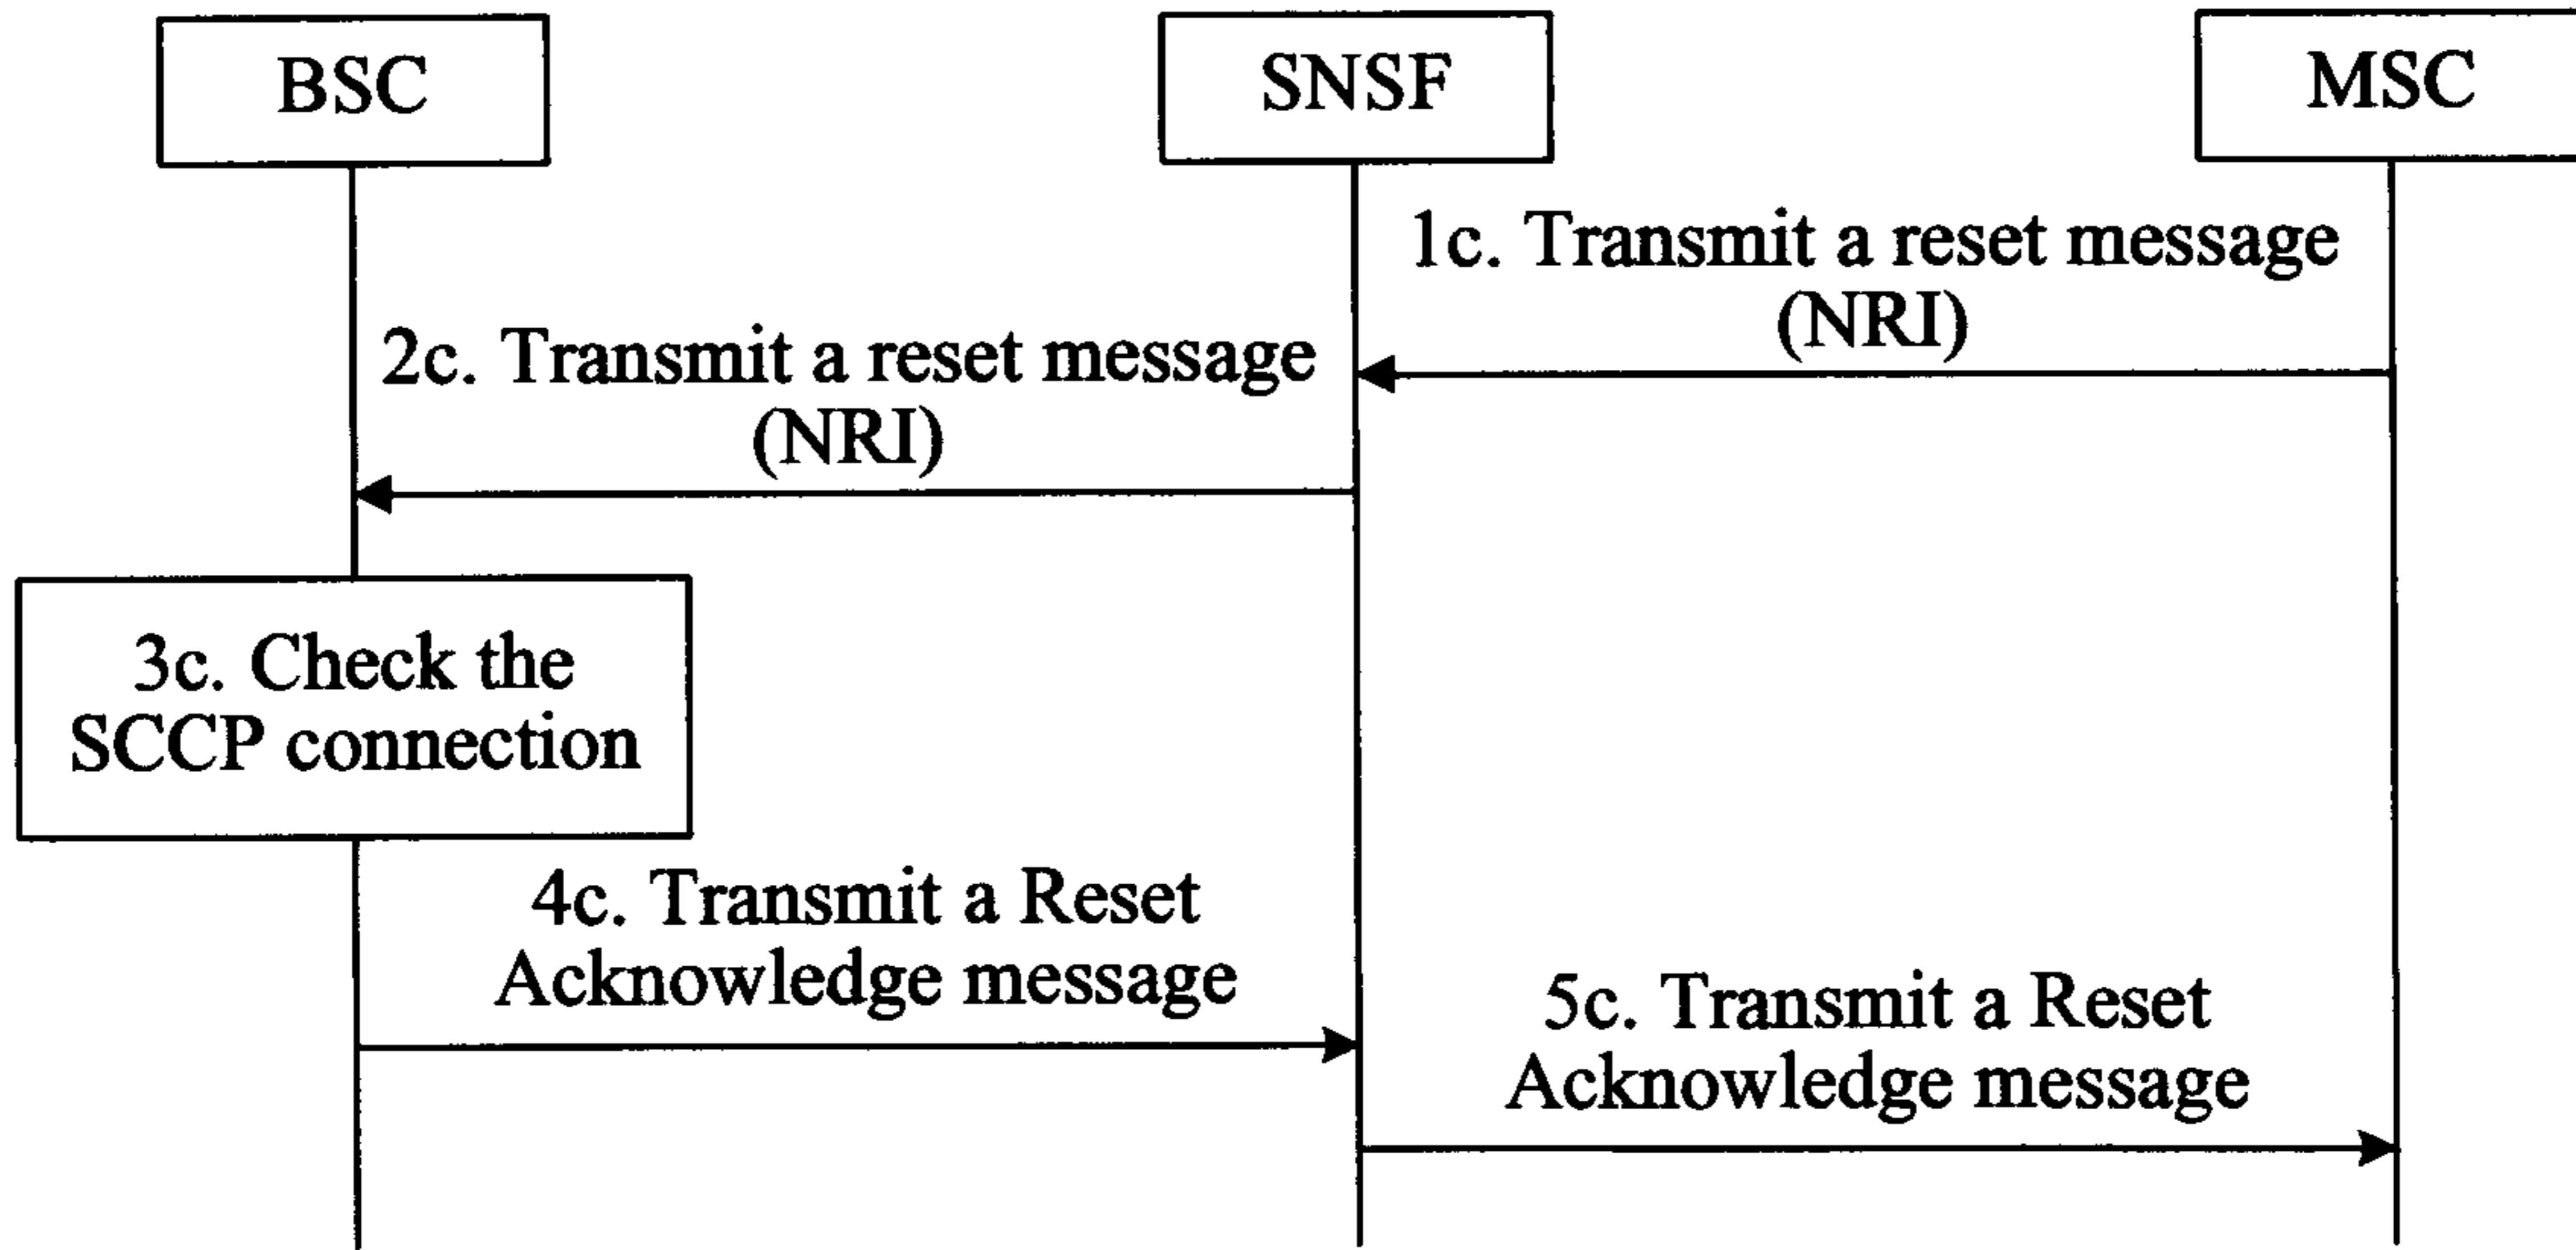 BSC
SNSF
MSC
1c. Transmit a reset message
(NRI)
2c. Transmit a reset message
(NRI)
3c. Check the
SCCP connection
4c. Transmit a Reset
Acknowledge message
5c. Transmit a Reset
Acknowledge message